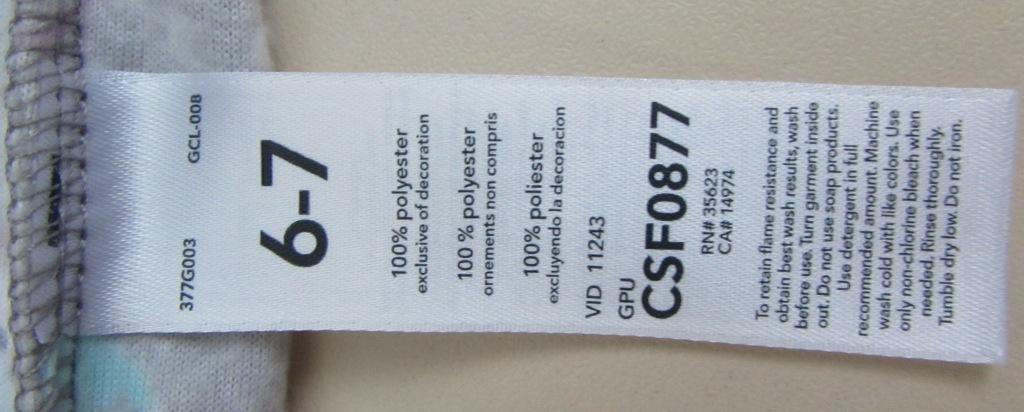 377G003 GCL-008
6-7
100% polyester
exclusive of decoration
100 % polyester
ornements non compris
100% poliester
excluyendo la decoracion
VID 11243
GPU
CSF0877
RN# 35623
CA# 14974
To retain flame resistance and
obtain best wash results, wash
before use. Turn garment inside
out. Do not use soap products.
Use detergent in full
recommended amount. Machine
wash cold with like colors. Use
only non-chlorine bleach when
needed. Rinse thoroughly.
Tumble dry low. Do not iron.